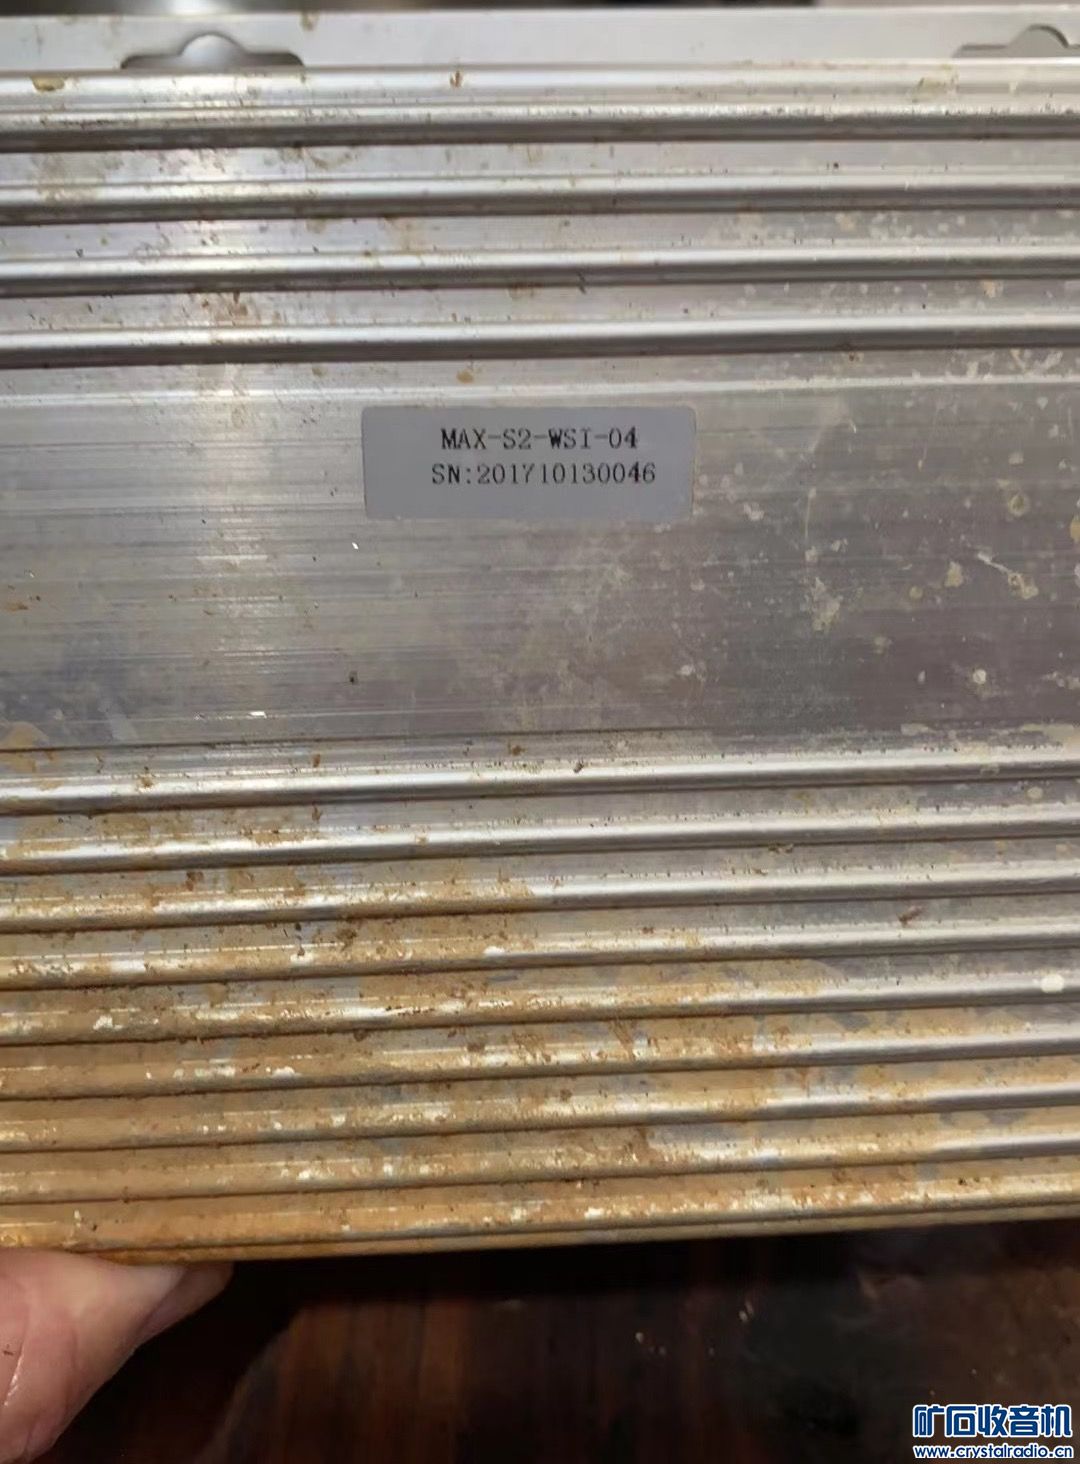 MAX-S2-WSI-04
SN:201710130046
矿石收音机
www.crystalradio.cn